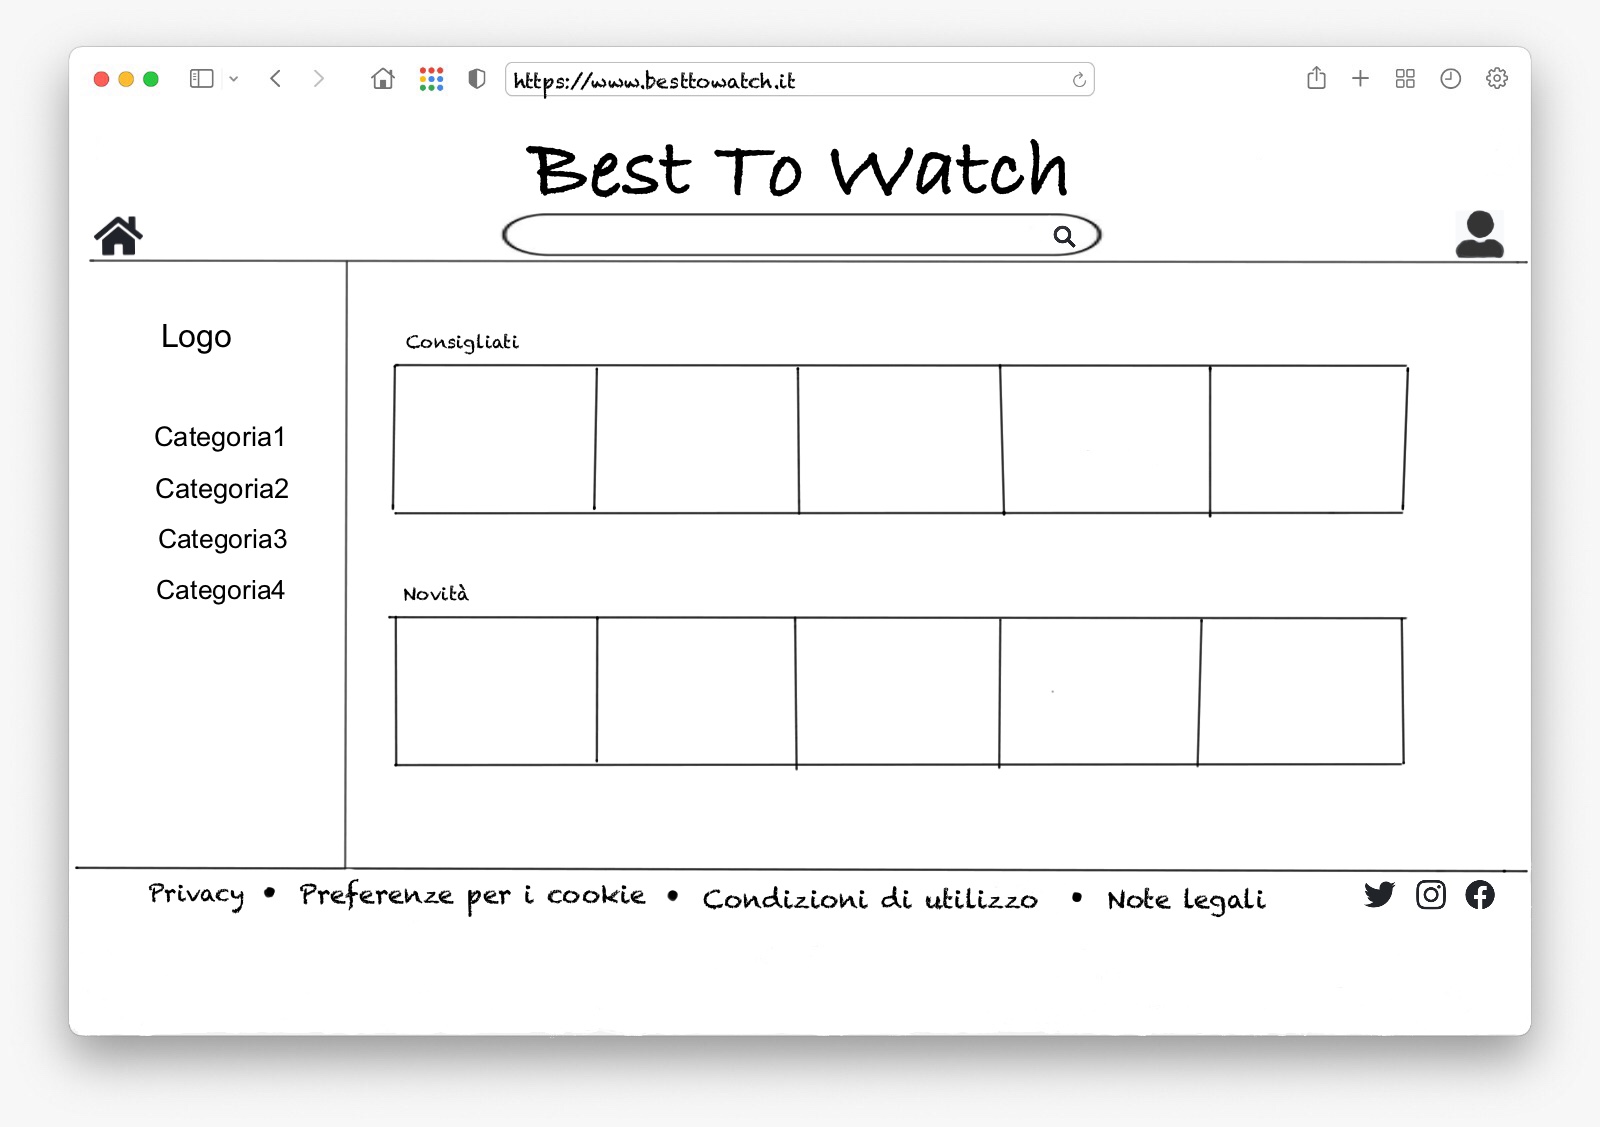 https://www.besttowatch.it
Best To Watch
Logo
Categoria1
Categoria2
Categoria3
Categoria4
Consigliati
Novità
Privacy • Preferenze per i cookie • Condizioni di utilizzo • Note legali